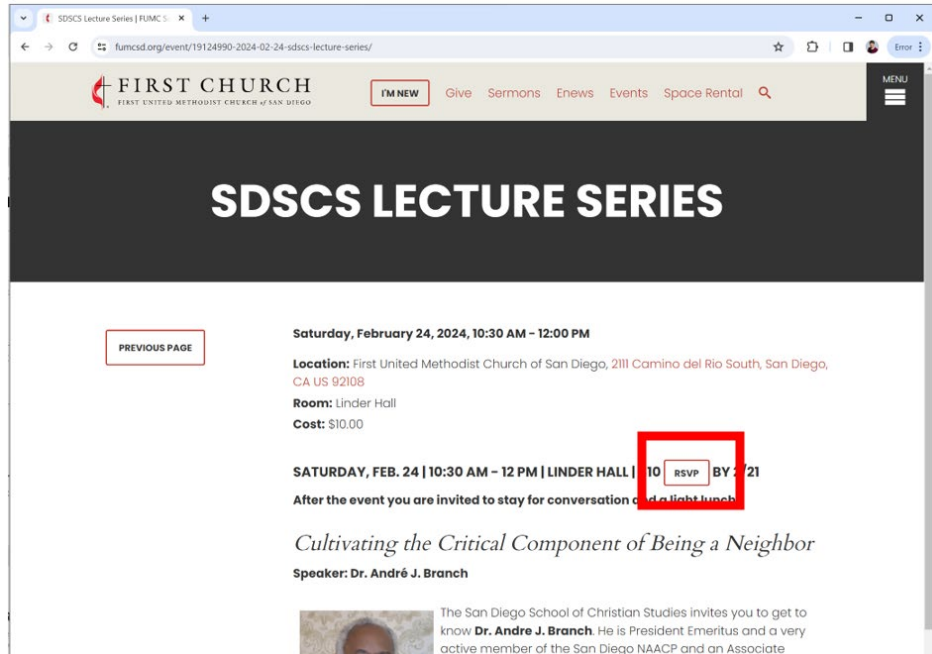 SDSCS Lecture Series | FUMC S
fumcsd.org/event/19124990-2024-02-24-sdscs-lecture-series/
Error
FIRST CHURCH
FIRST UNITED METHODIST CHURCH of SAN DIEGO
I'M NEW Give Sermons Enews Events Space Rental
MENU
SDSCS LECTURE SERIES
PREVIOUS PAGE
Saturday, February 24, 2024, 10:30 AM - 12:00 PM
Location: First United Methodist Church of San Diego, 2111 Camino del Rio South, San Diego,
CA US 92108
Room: Linder Hall
Cost: $10.00
SATURDAY, FEB. 24 | 10:30 AM – 12 PM | LINDER HALL | 10 RSVP BY 2/21
After the event you are invited to stay for conversation and a light lunch
Cultivating the Critical Component of Being a Neighbor
Speaker: Dr. André J. Branch
The San Diego School of Christian Studies invites you to get to
know Dr. Andre J. Branch. He is President Emeritus and a very
active member of the San Diego NAACP and an Associate